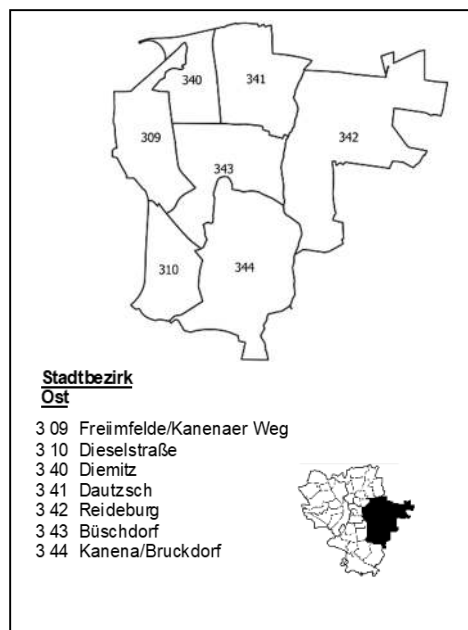 340
341
309
342
343
310
344
Stadtbezirk
Ost
3 09 Freiimfelde/Kanenaer Weg
3 10 Dieselstraße
3 40 Diemitz
3 41 Dautzsch
3 42 Reideburg
3 43 Büschdorf
3 44 Kanena/Bruckdorf